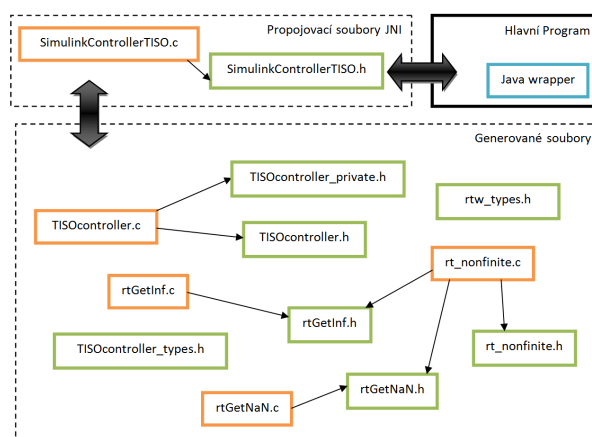 Propojovací soubory JNI
SimulinkControllerTISO.c
SimulinkControllerTISO.h
Hlavní Program
Java wrapper
Generované soubory
TISOcontroller_private.h
rtw_types.h
TISOcontroller.c
TISOcontroller.h
rt_nonfinite.c
rtGetInf.c
rtGetInf.h
rt_nonfinite.h
TISOcontroller_types.h
rtGetNaN.h
rtGetNaN.c